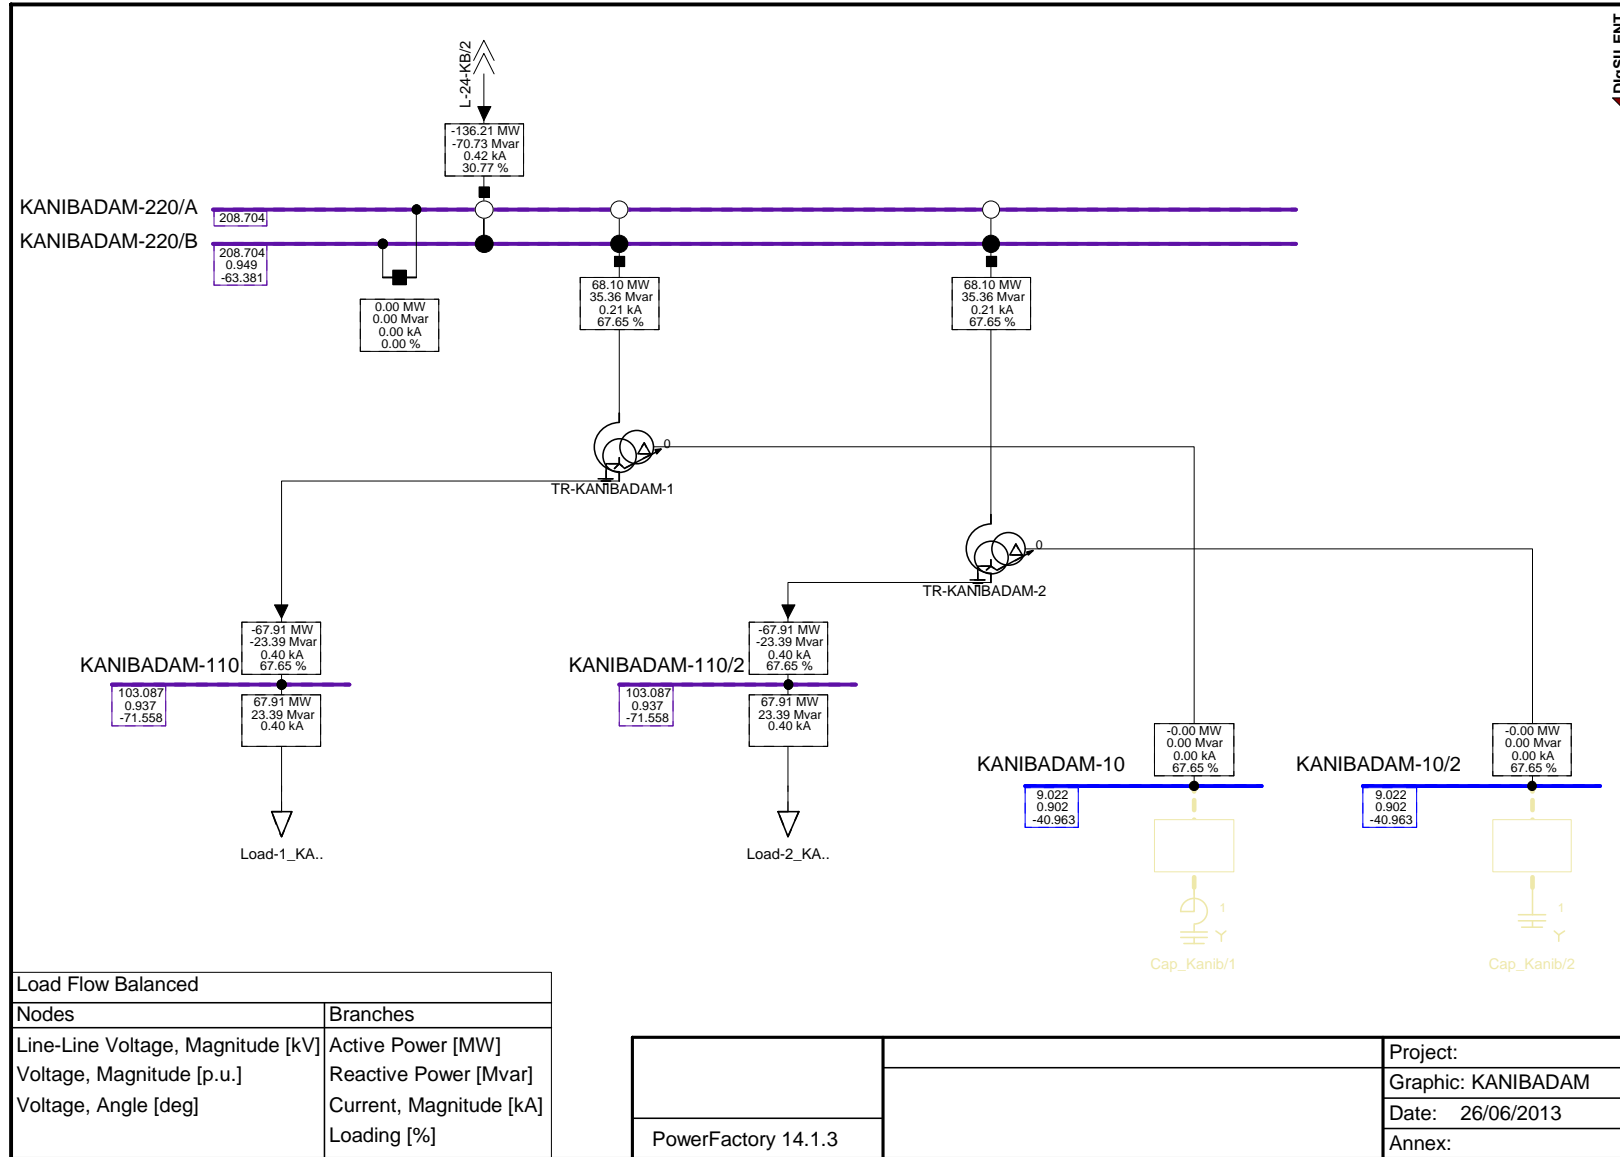 DIgSILENT
L-24-KB/2
-136.21 MW
-70.73 Mvar
0.42 kA
30.77 %
KANIBADAM-220/A
208.704
KANIBADAM-220/B
208.704
0.949
-63.381
0.00 MW
0.00 Mvar
0.00 kA
0.00 %
68.10 MW
35.36 Mvar
0.21 kA
67.65 %
68.10 MW
35.36 Mvar
0.21 kA
67.65 %
0
TR-KANIBADAM-1
0
TR-KANIBADAM-2
-67.91 MW
-23.39 Mvar
0.40 kA
67.65 %
KANIBADAM-110
103.087
0.937
-71.558
67.91 MW
23.39 Mvar
0.40 kA
Load-1_KA..
-67.91 MW
-23.39 Mvar
0.40 kA
67.65 %
KANIBADAM-110/2
103.087
0.937
-71.558
67.91 MW
23.39 Mvar
0.40 kA
Load-2_KA..
-0.00 MW
0.00 Mvar
0.00 kA
67.65 %
KANIBADAM-10
9.022
0.902
-40.963
1
Y
Cap_Kanib/1
-0.00 MW
0.00 Mvar
0.00 kA
67.65 %
KANIBADAM-10/2
9.022
0.902
-40.963
1
Y
Cap_Kanib/2
Load Flow Balanced
Nodes
Line-Line Voltage, Magnitude [kV]
Voltage, Magnitude [p.u.]
Voltage, Angle [deg]
Branches
Active Power [MW]
Reactive Power [Mvar]
Current, Magnitude [kA]
Loading [%]
PowerFactory 14.1.3
Project:
Graphic: KANIBADAM
Date: 26/06/2013
Annex: